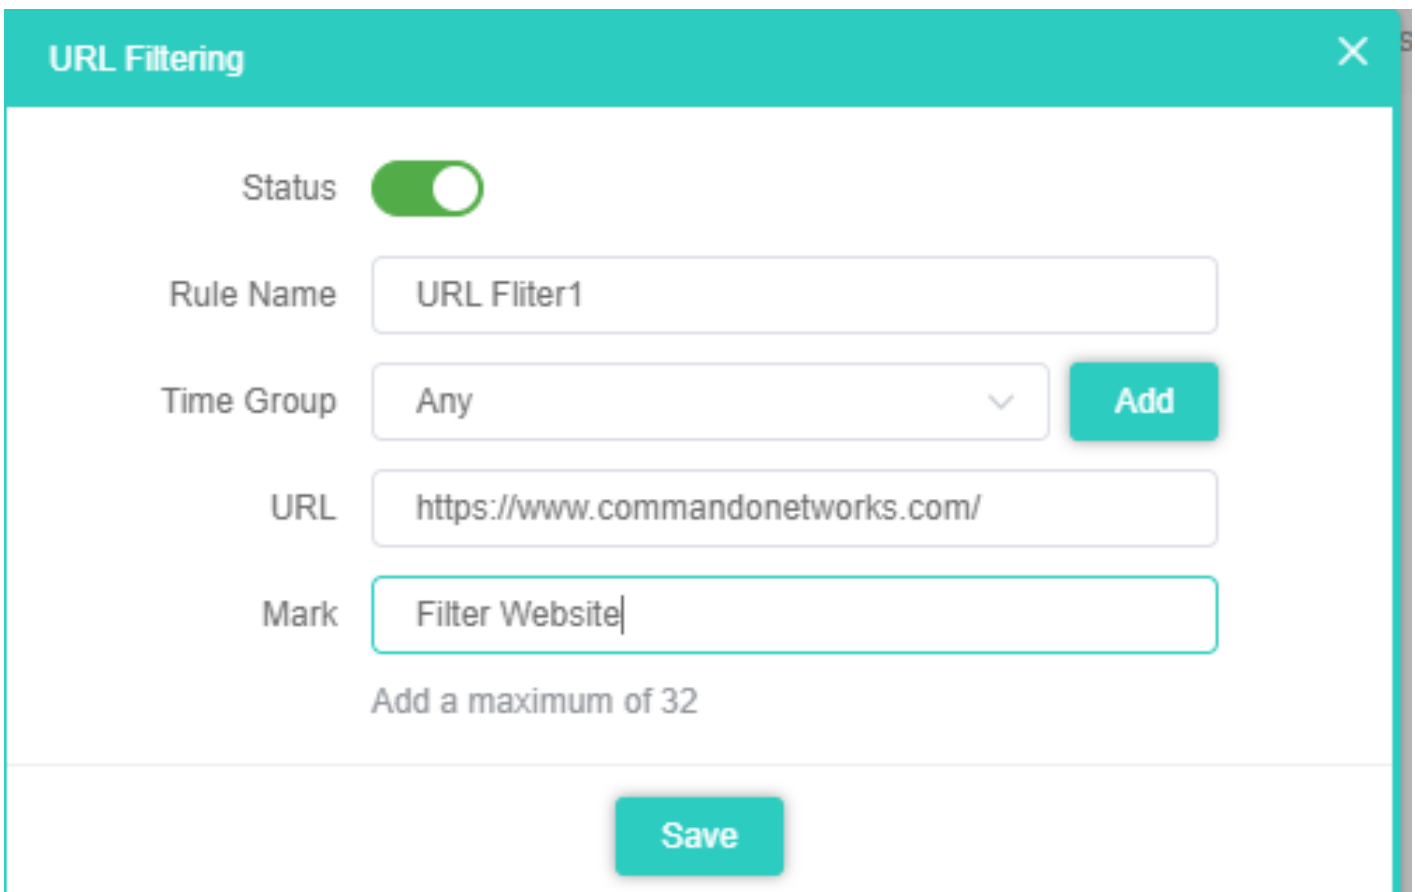 URL Filtering
Status
Rule Name URL Fliter1
Time Group Any Add
URL https://www.commandonetworks.com/
Mark Filter Website
Add a maximum of 32
Save